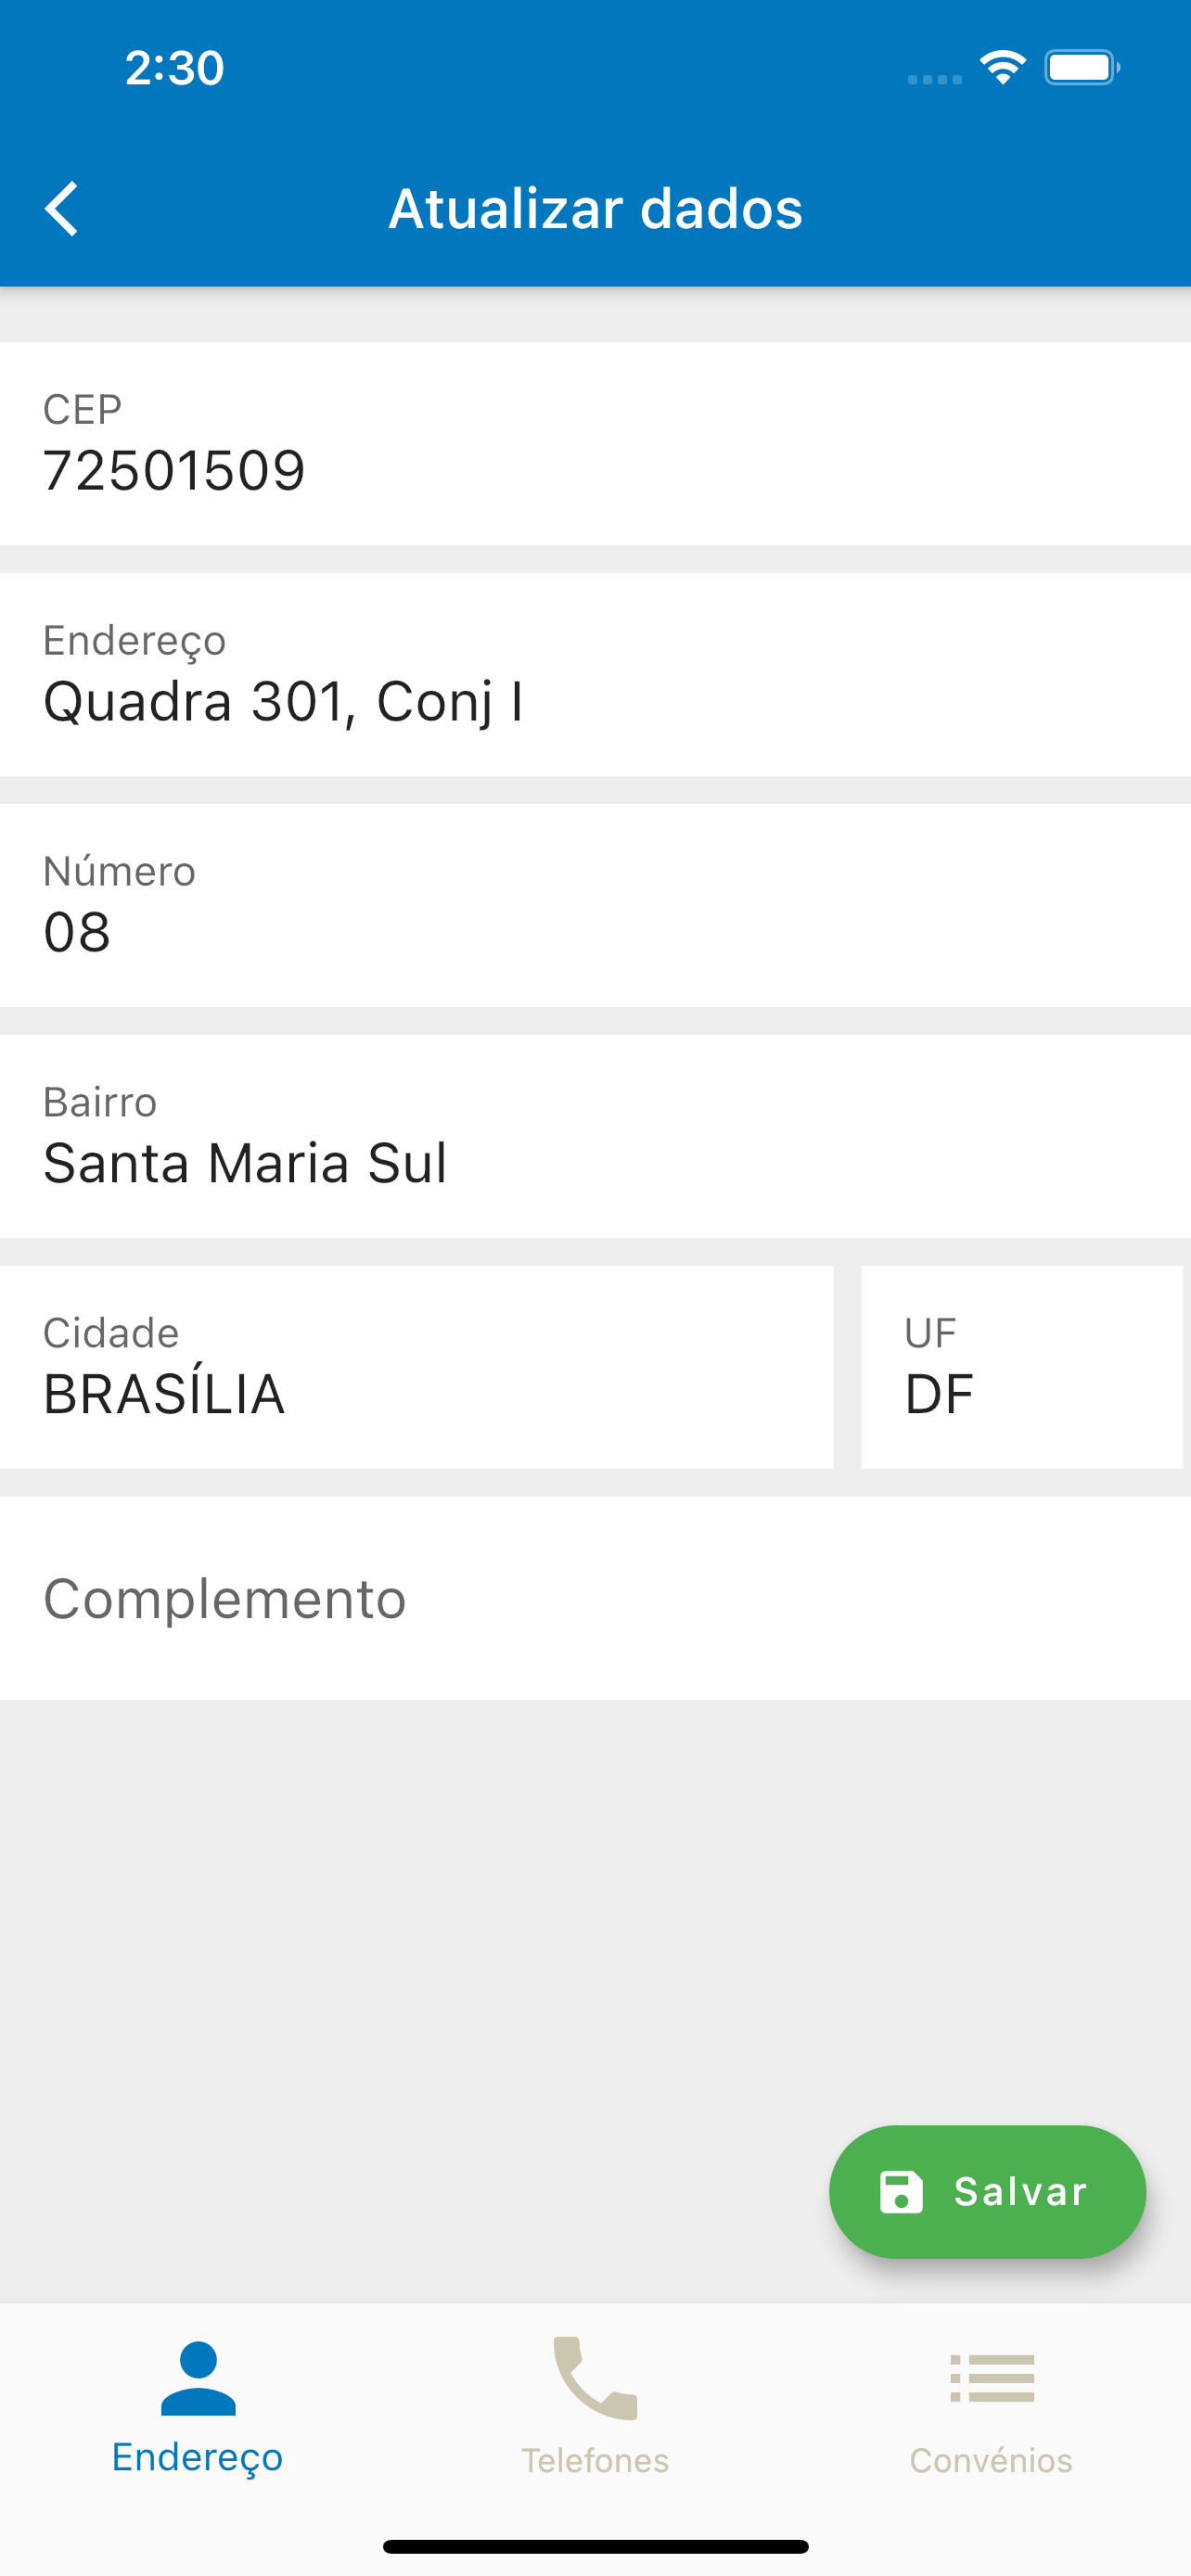 2:30
Atualizar dados
CEP
72501509
Endereço
Quadra 301, Conj I
Número
08
Bairro
Santa Maria Sul
Cidade
BRASÍLIA
UF
DF
Complemento
Salvar
Endereço
Telefones
Convénios